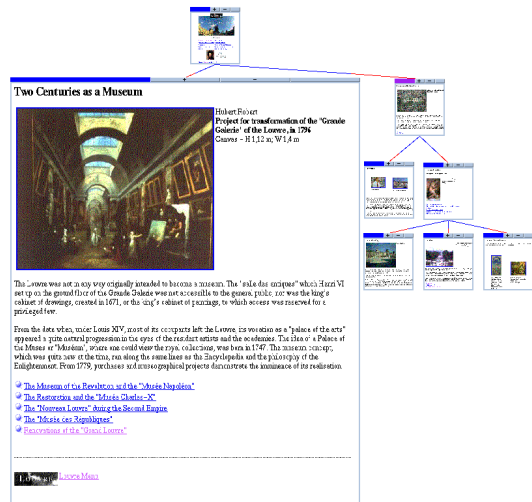 Two Centuries as a Museum
Hubert Robert
Project for transformation of the "Grande
Galerie" of the Louvre, in 1796
Canvas - H 1,12 m; W 1,4 m
The Louvre was not in any way originally intended to become a museum. The "salle des antiques" which Henri VI
set up on the ground floor of the Grande Galerie was not accessible to the general public, nor was the king's
cabinet of drawings, created in 1671, or the king's cabinet of paintings, to which access was reserved for a
privileged few.
From the date when, under Louis XIV, most of its occupants left the Louvre, its vocation as a "palace of the arts"
appeared a quite natural progression in the eyes of the resident artists and the academies. The idea of a Palace of
the Muses or "Muséum", where one could view the royal collections, was born in 1747. The museum concept,
which was quite new at the time, ran along the same lines as the Encyclopedia and the philosophy of the
Enlightenment. From 1779, purchases and museographical projects demonstrate the imminence of its realisation.
The Museum of the Revolution and the "Musée Napoléon"
The Restoration and the "Musée Charles-X"
The "Nouveau Louvre" during the Second Empire
The "Musée des Républiques"
Renovations of the "Grand Louvre"
Louvre Menu